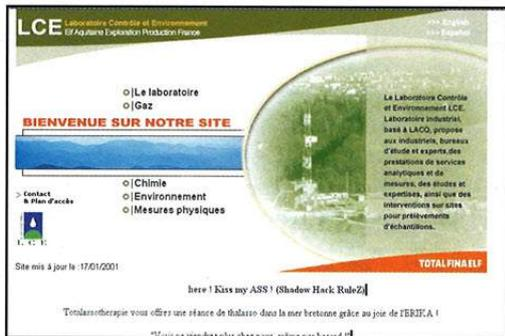 LCE Laboratoire Contrôle et Environnement
Elf Aquitaine Exploration Production France
>>> English
>>> Español
Le laboratoire
Gaz
BIENVENUE SUR NOTRE SITE
Chimie
Environnement
Mesures physiques
> Contact
& Plan d'accès
L C E
Le Laboratoire Contrôle
et Environnement LCE,
Laboratoire industriel,
basé à LACQ, propose
aux industriels, bureaux
d'étude et experts,des
prestations de services
analytiques et de
mesures, des études et
expertises, ainsi que des
interventions sur sites
pour prélèvements
d'échantillons.
Site mis à jour le :17/01/2001
TOTALFINAELF
here ! Kiss my ASS ! (Shadow Hack RuleZ)
Totalassotherapie vous offres une séance de thalasso dans la mer bretonne grâce au joie de l'ERIKA !